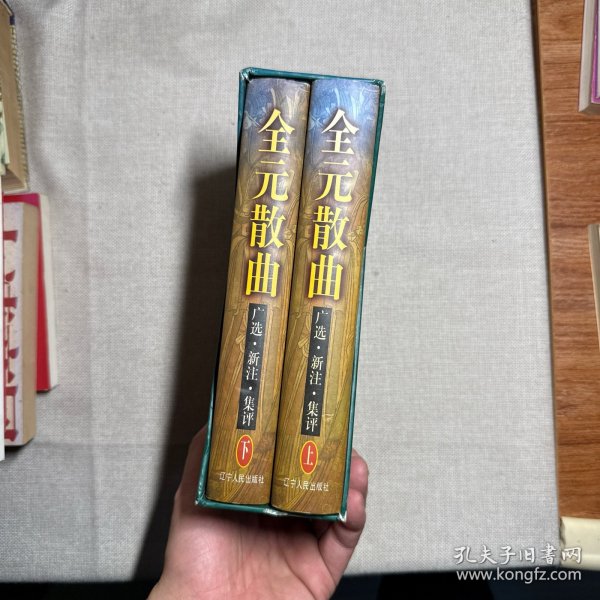 全元散曲
广选·新注·集评
下
辽宁人民出版社
全元散曲
广选·新注·集评
上
辽宁人民出版社
孔夫子旧书网
www.kongfz.com